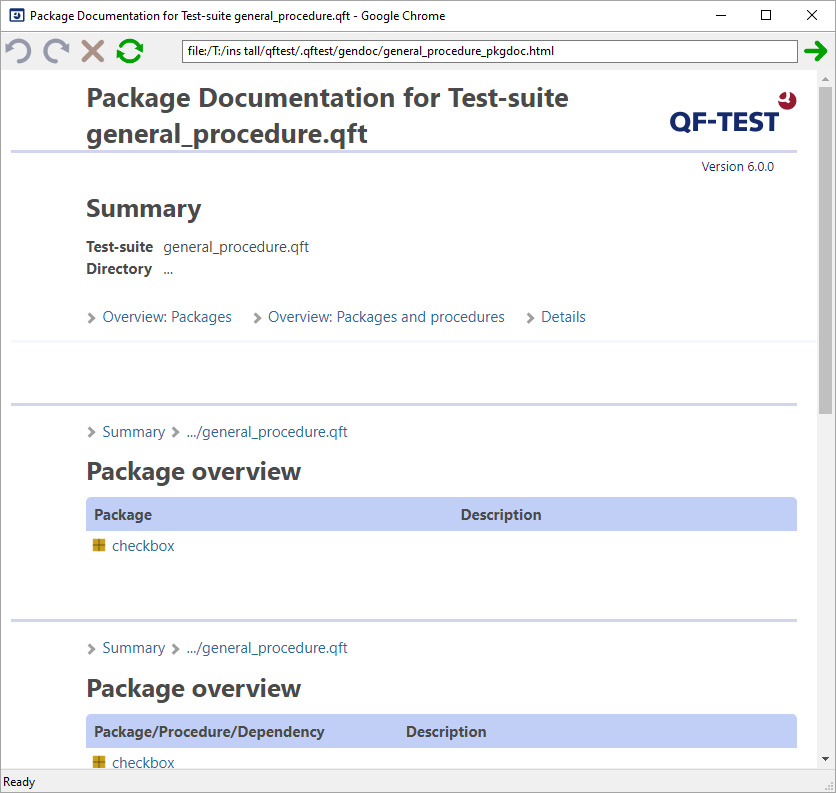 Package Documentation for Test-suite general_procedure.qft - Google Chrome
file:/T:/ins tall/qftest/.qftest/gendoc/general_procedure_pkgdoc.html
Package Documentation for Test-suite
general_procedure.qft
QF-TEST
Version 6.0.0
Summary
Test-suite general_procedure.qft
Directory ...
Overview: Packages Overview: Packages and procedures Details
Summary .../general_procedure.qft
Package overview
Package Description
checkbox
Summary .../general_procedure.qft
Package overview
Package/Procedure/Dependency Description
checkbox
Ready